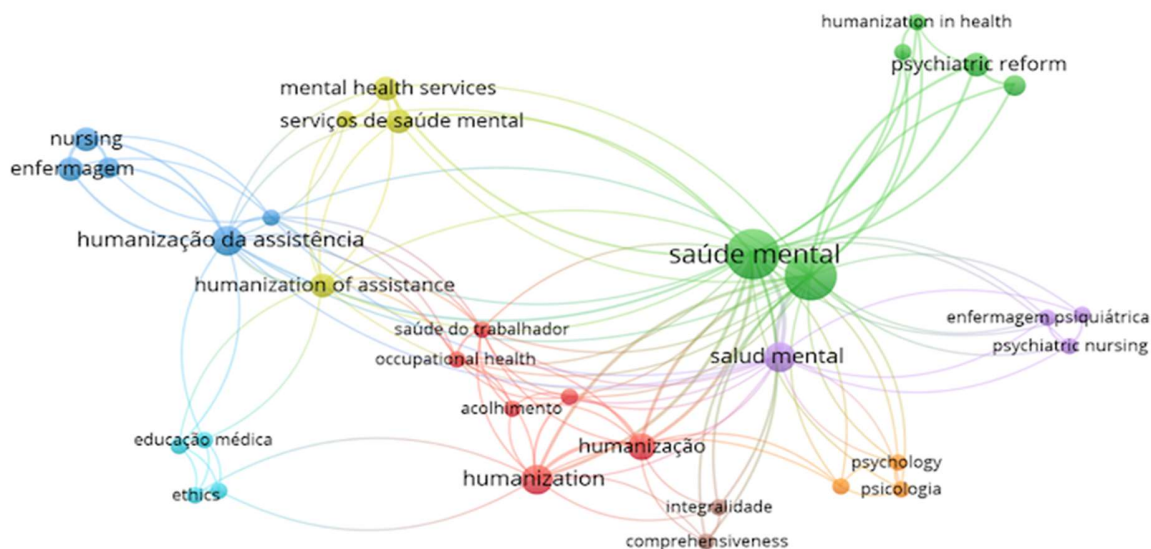 humanization in health
psychiatric reform
mental health services
serviços de saúde mental
nursing
enfermagem
humanização da assistência
saúde mental
humanization of assistance
enfermagem psiquiátrica
saúde do trabalhador
psychiatric nursing
occupational health
salud mental
acolhimento
educação médica
humanização
psychology
humanization
psicologia
ethics
integralidade
comprehensiveness